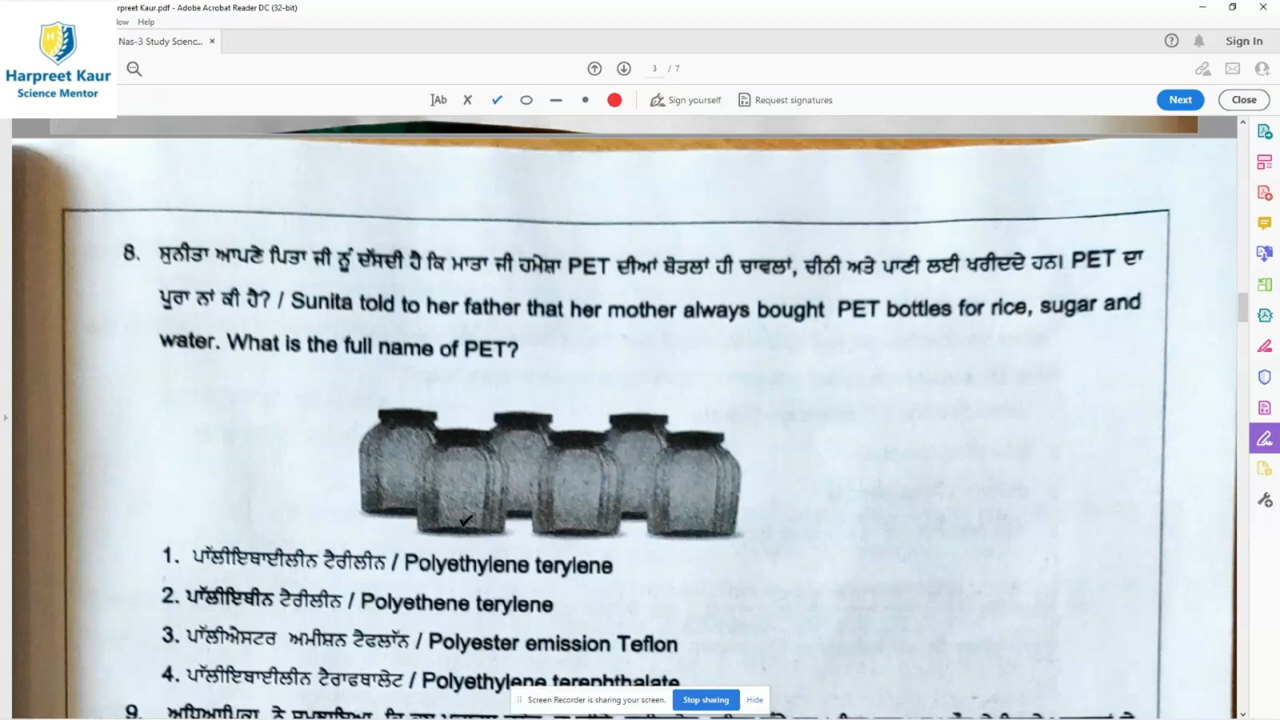 rpreet Kaur.pdf - Adobe Acrobat Reader DC (32-bit)
Help
Harpreet Kaur
Science Mentor
Nas-3 Study Scienc...
Sign In
3 / 7
Ab
Sign yourself
Request signatures
Next
Close
8. ਸੁਨੀਤਾ ਆਪਣੇ ਪਿਤਾ ਜੀ ਨੂੰ ਦੱਸਦੀ ਹੈ ਕਿ ਮਾਤਾ ਜੀ ਹਮੇਸ਼ਾ PET ਦੀਆਂ ਬੋਤਲਾਂ ਹੀ ਚਾਵਲਾਂ, ਚੀਨੀ ਅਤੇ ਪਾਣੀ ਲਈ ਖਰੀਦਦੇ ਹਨ। PET ਦਾ
ਪੂਰਾ ਨਾਂ ਕੀ ਹੈ? / Sunita told to her father that her mother always bought PET bottles for rice, sugar and
water. What is the full name of PET?
1. ਪਾੱਲੀਇਥਾਈਲੀਨ ਟੈਰੀਲੀਨ / Polyethylene terylene
2. ਪਾੱਲੀਇਥੀਨ ਟੈਰੀਲੀਨ / Polyethene terylene
3. ਪਾੱਲੀਐਸਟਰ ਅਮੀਸ਼ਨ ਟੈਫਲਾੱਨ / Polyester emission Teflon
4. ਪਾੱਲੀਇਥਾਈਲੀਨ ਟੈਰਾਫਥਾਲੇਟ / Polyethylene terephthalate
Screen Recorder is sharing your screen. Stop sharing Hide
9.